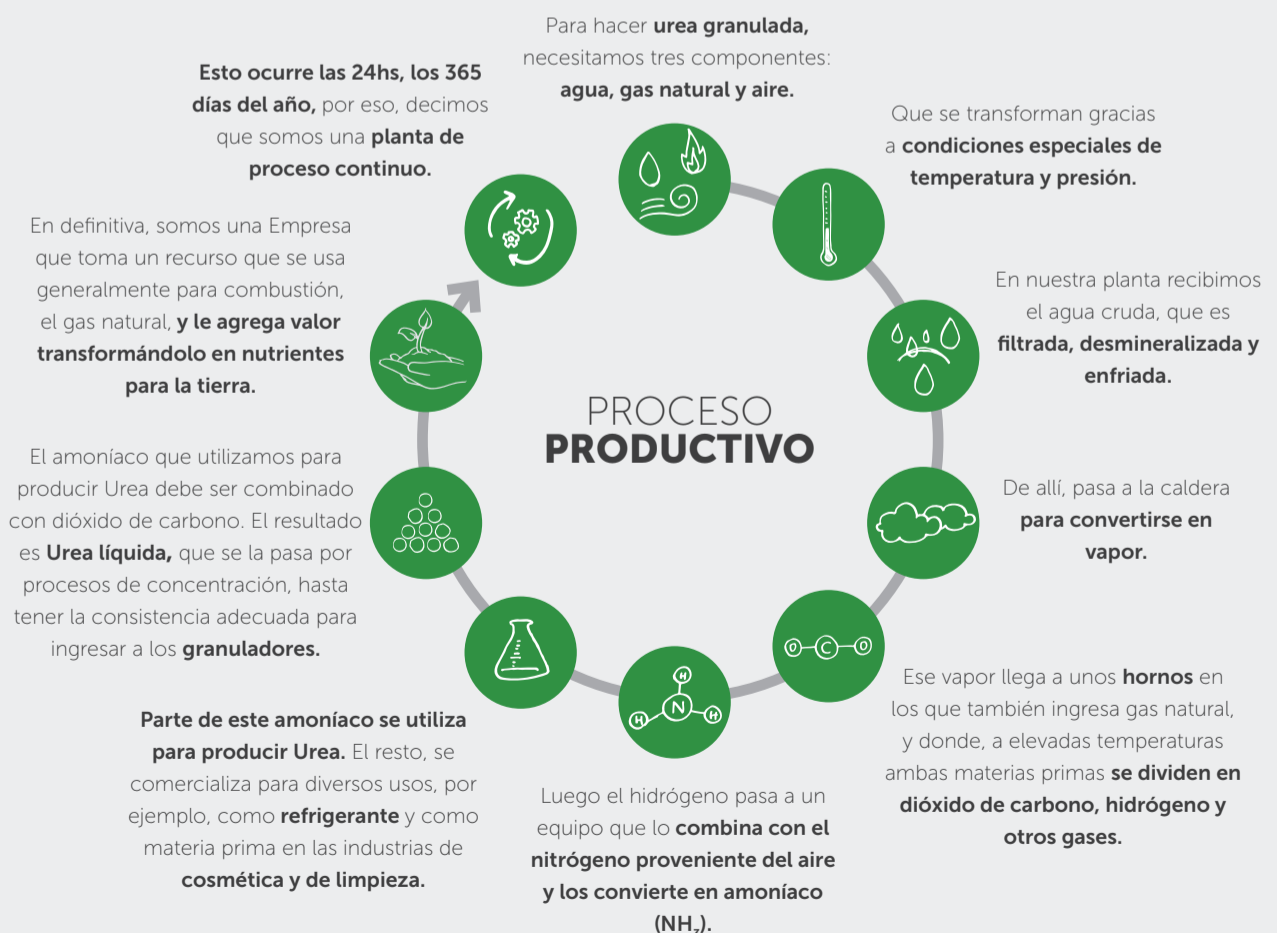 Para hacer urea granulada,
necesitamos tres componentes:
agua, gas natural y aire.
Que se transforman gracias
a condiciones especiales de
temperatura y presión.
En nuestra planta recibimos
el agua cruda, que es
filtrada, desmineralizada y
enfriada.
De allí, pasa a la caldera
para convertirse en
vapor.
O C O
Ese vapor llega a unos hornos en
los que también ingresa gas natural,
y donde, a elevadas temperaturas
ambas materias primas se dividen en
dióxido de carbono, hidrógeno y
otros gases.
H
H N H
Luego el hidrógeno pasa a un
equipo que lo combina con el
nitrógeno proveniente del aire
y los convierte en amoníaco
(NH₃).
Parte de este amoníaco se utiliza
para producir Urea. El resto, se
comercializa para diversos usos, por
ejemplo, como refrigerante y como
materia prima en las industrias de
cosmética y de limpieza.
El amoníaco que utilizamos para
producir Urea debe ser combinado
con dióxido de carbono. El resultado
es Urea líquida, que se la pasa por
procesos de concentración, hasta
tener la consistencia adecuada para
ingresar a los granuladores.
En definitiva, somos una Empresa
que toma un recurso que se usa
generalmente para combustión,
el gas natural, y le agrega valor
transformándolo en nutrientes
para la tierra.
Esto ocurre las 24hs, los 365
días del año, por eso, decimos
que somos una planta de
proceso continuo.
PROCESO
PRODUCTIVO